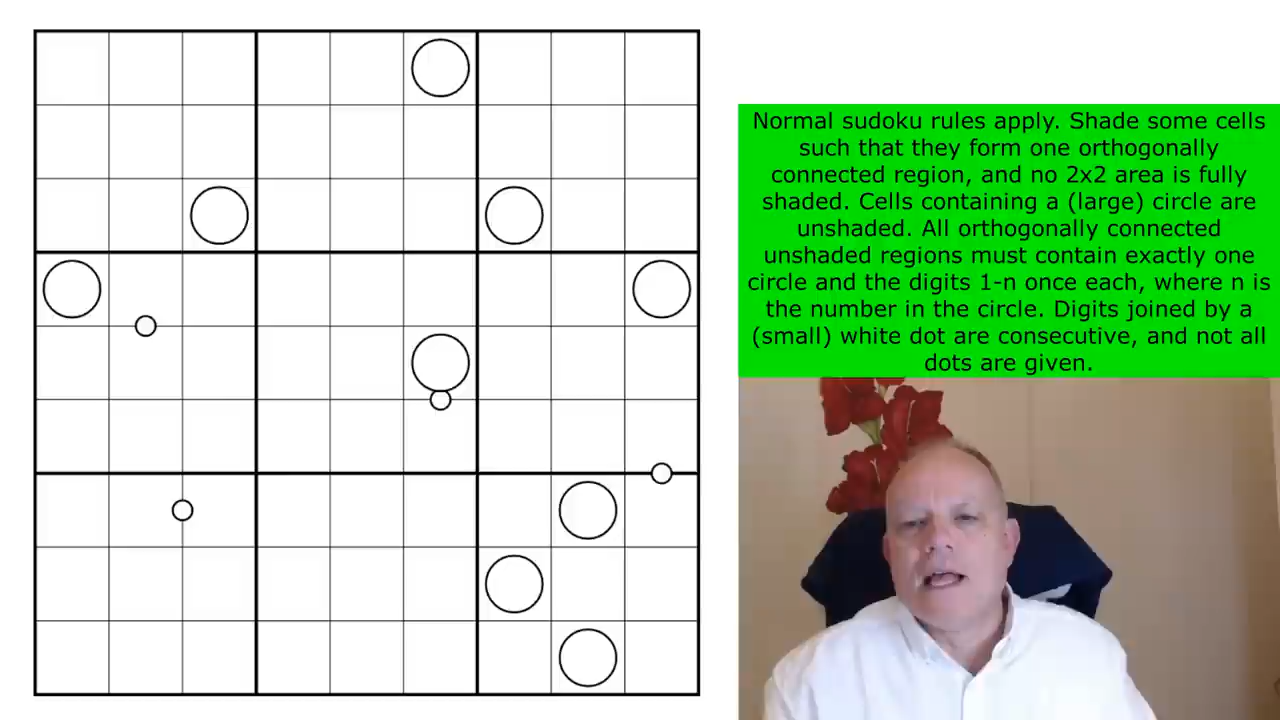 Normal sudoku rules apply. Shade some cells
such that they form one orthogonally
connected region, and no 2x2 area is fully
shaded. Cells containing a (large) circle are
unshaded. All orthogonally connected
unshaded regions must contain exactly one
circle and the digits 1-n once each, where n is
the number in the circle. Digits joined by a
(small) white dot are consecutive, and not all
dots are given.